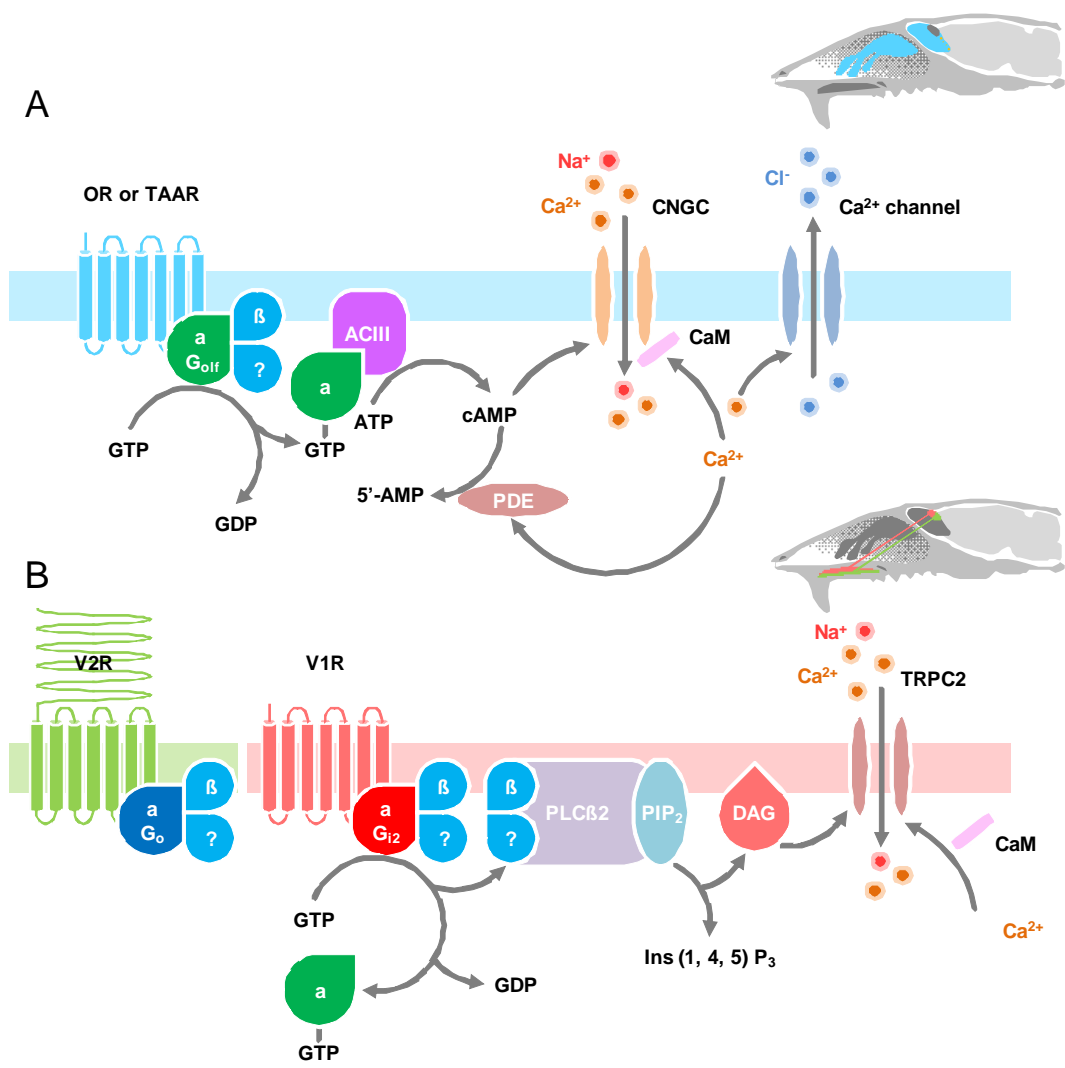 A
OR or TAAR
Na⁺
Ca²⁺
CNGC
Cl⁻
Ca²⁺ channel
a
Gₒₗf
ß
?
ACIII
a
CaM
ATP
cAMP
GTP
GTP
Ca²⁺
5’-AMP
PDE
GDP
B
V2R
V1R
Na⁺
Ca²⁺
TRPC2
a
Gₒ
ß
?
a
Gi2
ß
?
ß
?
PLCß2
PIP₂
DAG
CaM
GTP
Ca²⁺
Ins (1, 4, 5) P₃
a
GDP
GTP